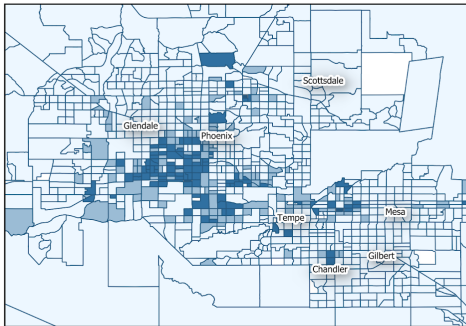 Scottsdale
Glendale
Phoenix
Tempe
Mesa
Gilbert
Chandler